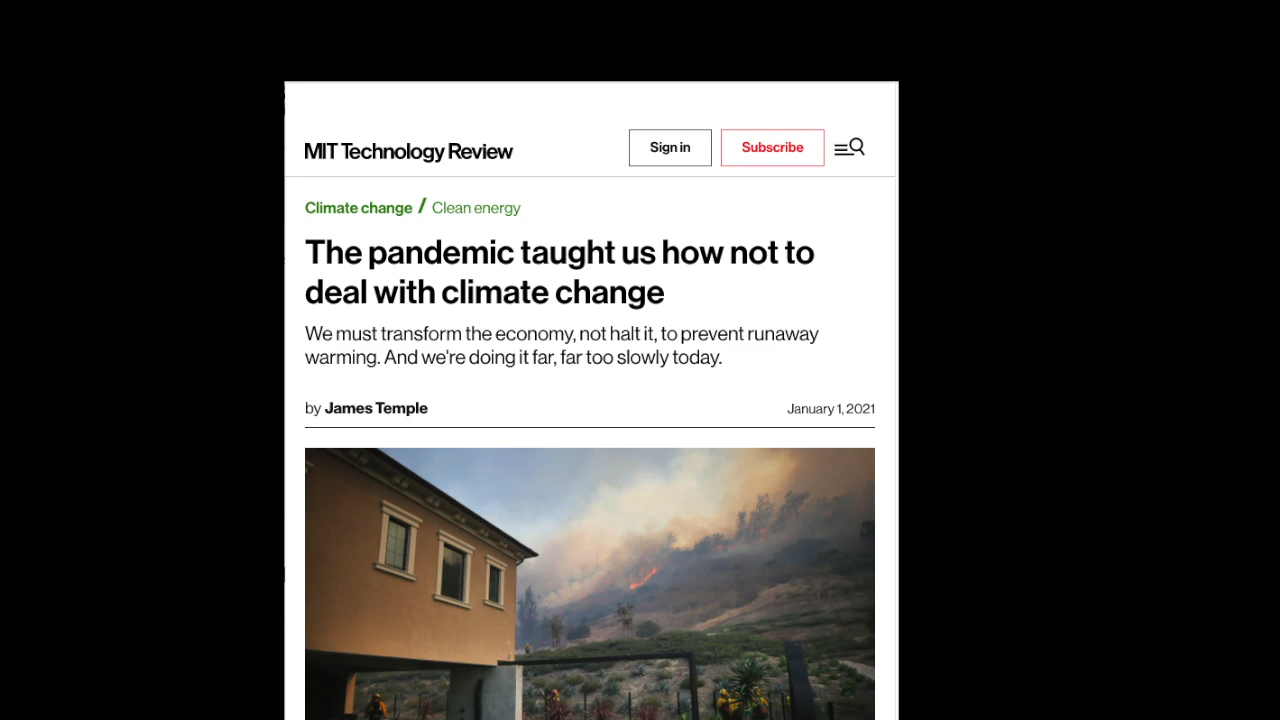 MIT Technology Review
Sign in
Subscribe
Climate change / Clean energy
The pandemic taught us how not to
deal with climate change
We must transform the economy, not halt it, to prevent runaway
warming. And we're doing it far, far too slowly today.
by James Temple
January 1, 2021